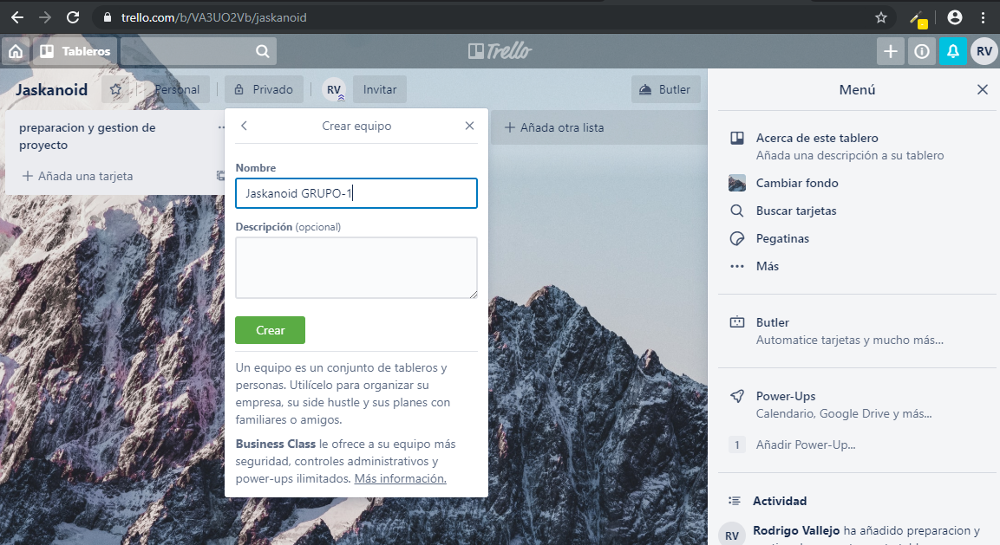 trello.com/b/VA3UO2Vb/jaskanoid
Tableros
Trello
RV
Jaskanoid
Personal
Privado
RV
Invitar
Butler
preparacion y gestion de
proyecto
Añada una tarjeta
Crear equipo
Nombre
Jaskanoid GRUPO-1
Descripción (opcional)
Crear
Un equipo es un conjunto de tableros y
personas. Utilícelo para organizar su
empresa, su side hustle y sus planes con
familiares o amigos.
Business Class le ofrece a su equipo más
seguridad, controles administrativos y
power-ups ilimitados. Más información.
Añada otra lista
Menú
Acerca de este tablero
Añada una descripción a su tablero
Cambiar fondo
Buscar tarjetas
Pegatinas
Más
Butler
Automatice tarjetas y mucho más...
Power-Ups
Calendario, Google Drive y más...
1 Añadir Power-Up...
Actividad
RV
Rodrigo Vallejo ha añadido preparacion y